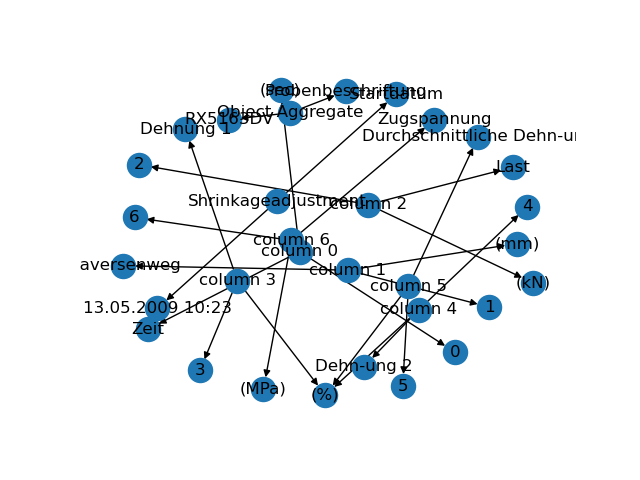 (sec)
Probenbeschriftung
Startdatum
Object Aggregate
RX5163DV
Zugspannung
Dehnung 1
Durchschnittliche Dehn-un
2
Last
Shrinkageadjustment
column 2
4
6
column 6
(mm)
column 0
aversenweg
column 1
column 3
column 5
(kN)
13.05.2009 10:23
1
column 4
Zeit
0
Dehn-ung 2
3
5
(MPa)
(%)